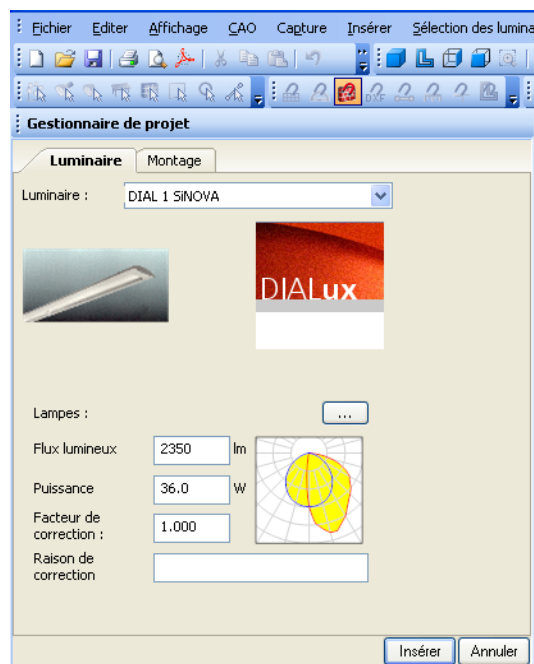 Fichier Editer Affichage CAO Capture Insérer Sélection des lumina
DXF
Gestionnaire de projet
Luminaire Montage
Luminaire : DIAL 1 SiNOVA
DIALux
Lampes : ...
Flux lumineux 2350 lm
Puissance 36.0 W
Facteur de
correction : 1.000
Raison de
correction
Insérer Annuler